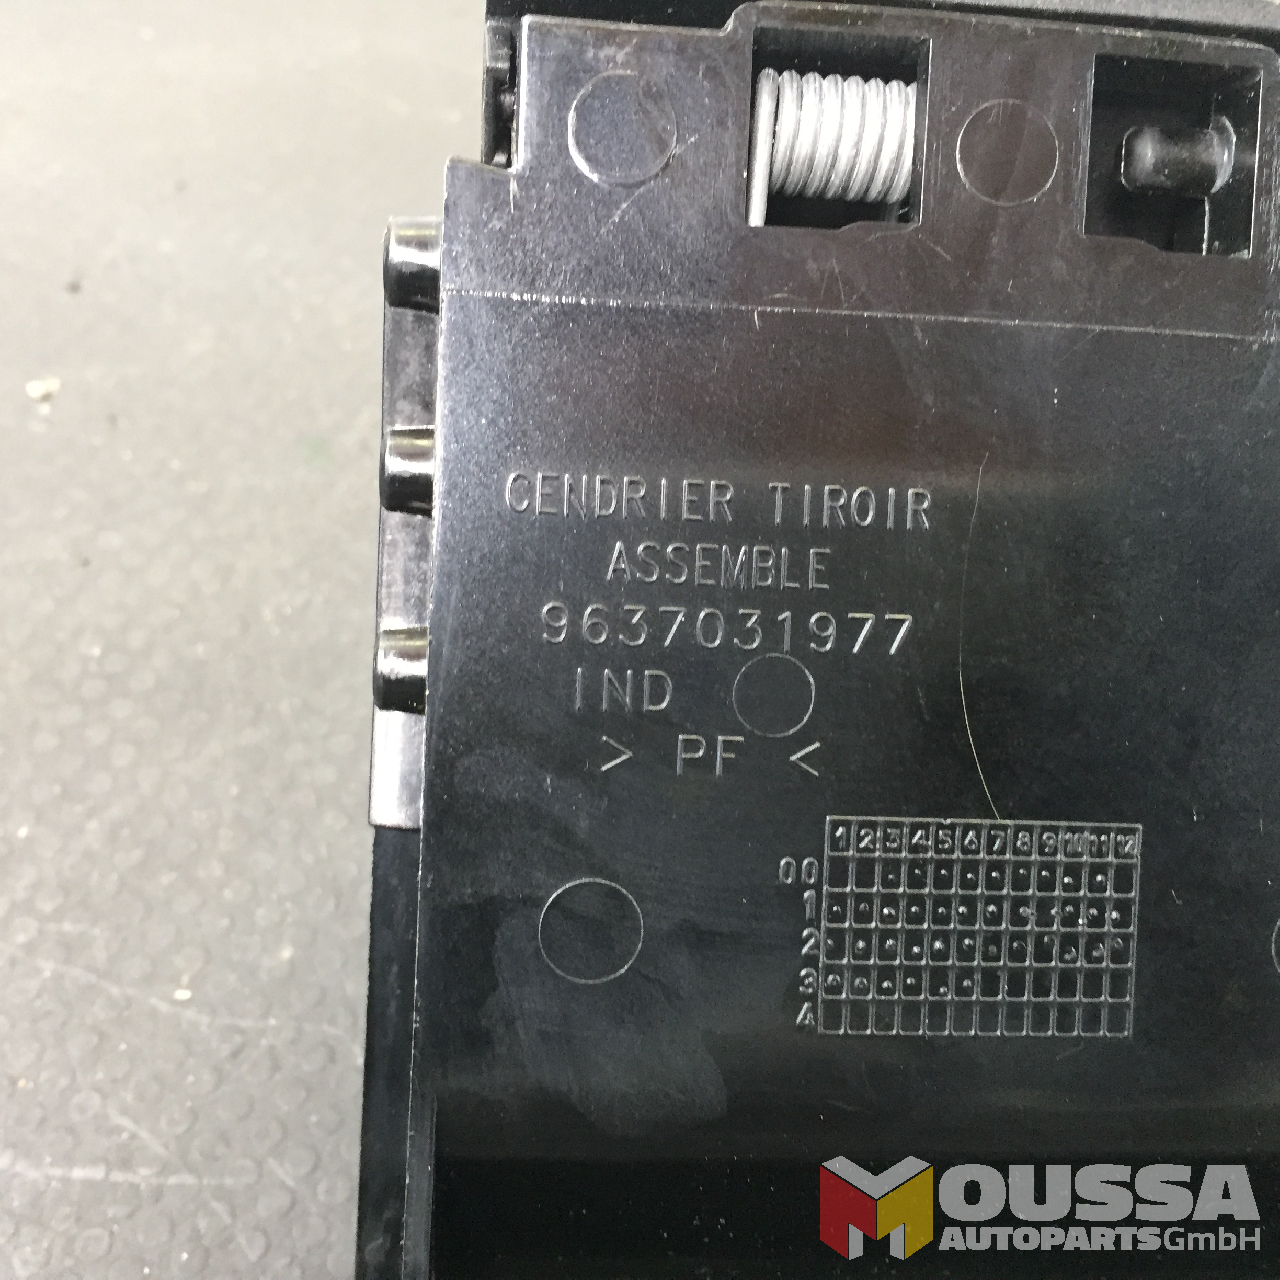 CENDRIER TIROIR
ASSEMBLE
9637031977
IND
> PF <
1 2 3 4 5 6 7 8 9 10 11 12
00
1
2
3
4
MOUSSA
AUTOPARTS GmbH